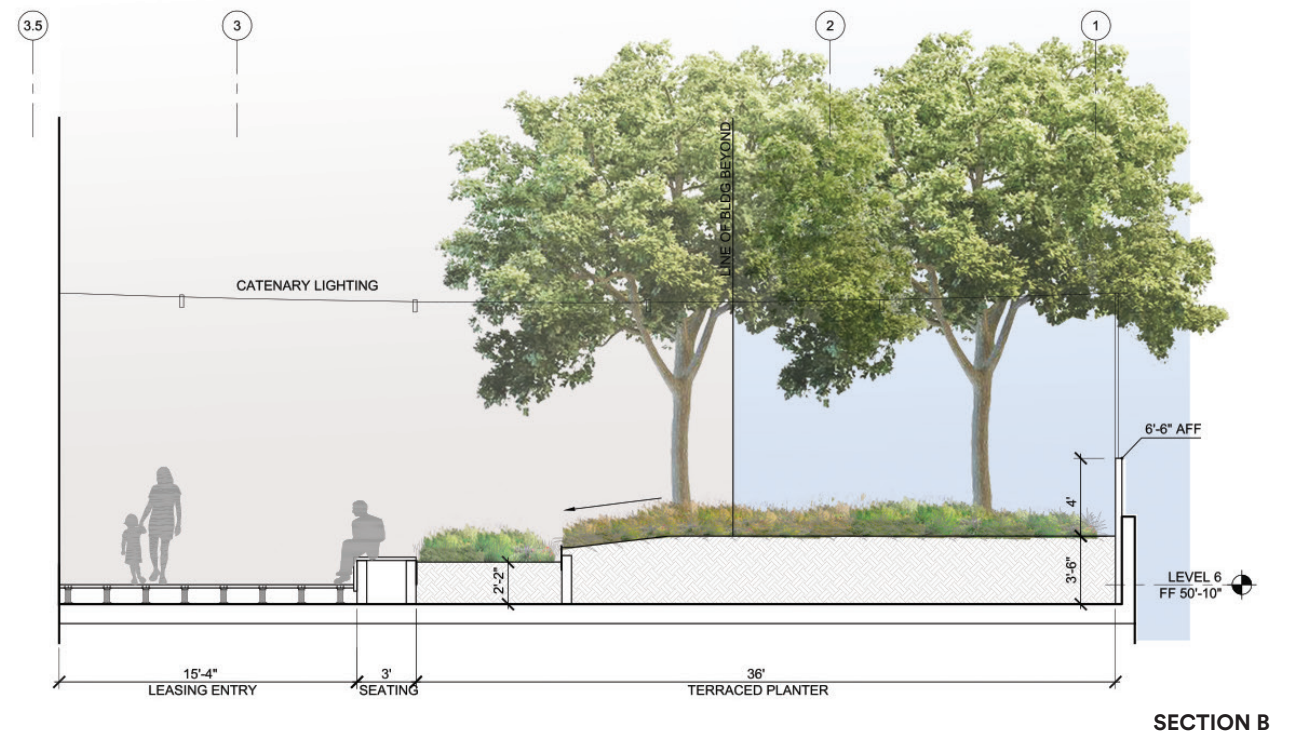 3.5
3
2
1
LINE OF BLDG BEYOND
CATENARY LIGHTING
6'-6" AFF
4'
2'-2"
3'-6"
LEVEL 6
FF 50'-10"
15'-4"
LEASING ENTRY
3'
SEATING
36'
TERRACED PLANTER
SECTION B